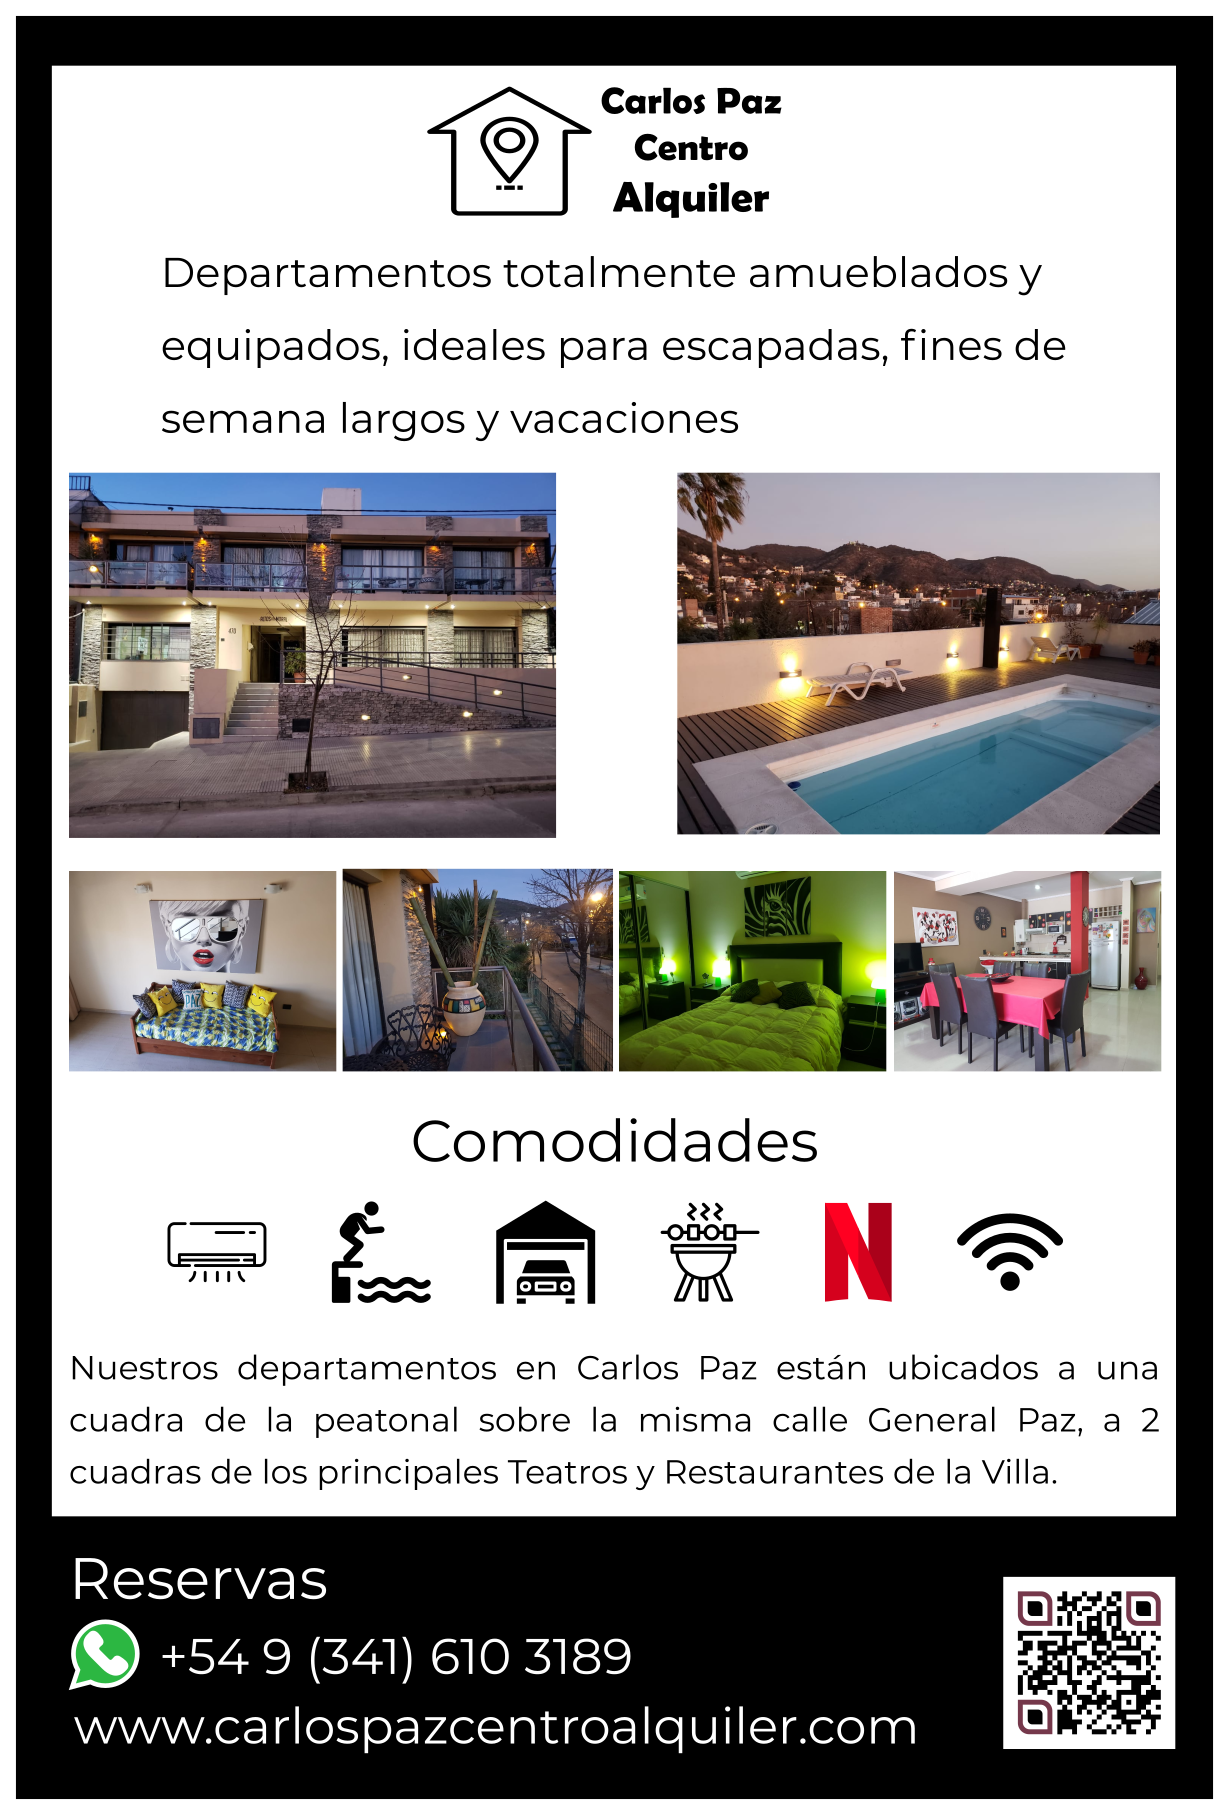 Carlos Paz
Centro
Alquiler
Departamentos totalmente amueblados y
equipados, ideales para escapadas, fines de
semana largos y vacaciones
Comodidades
N
Nuestros departamentos en Carlos Paz están ubicados a una
cuadra de la peatonal sobre la misma calle General Paz, a 2
cuadras de los principales Teatros y Restaurantes de la Villa.
Reservas
+54 9 (341) 610 3189
www.carlospazcentroalquiler.com